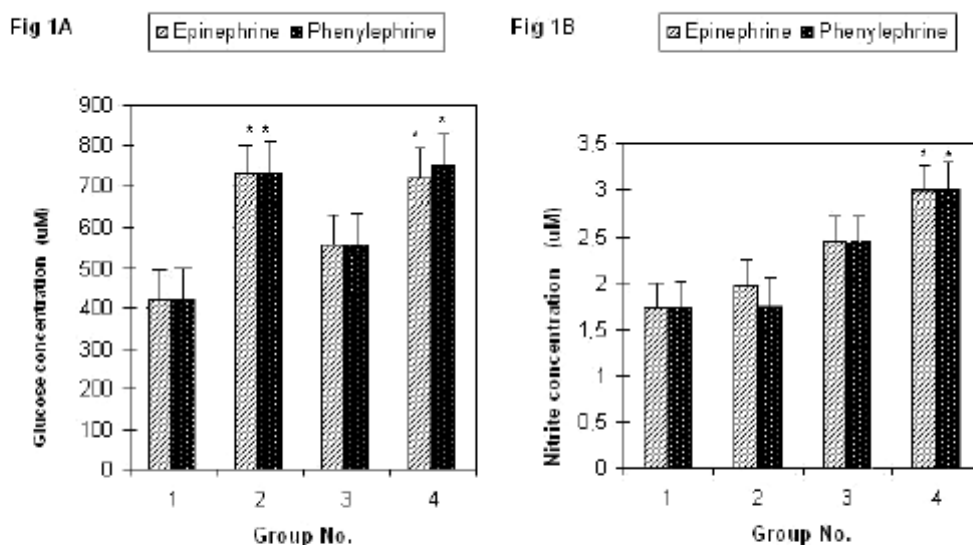 Fig 1A
Epinephrine Phenylephrine
Glucose concentration (uM)
900
800
700
600
500
400
300
200
100
0
* *
* *
1 2 3 4
Group No.
Fig 1B
Epinephrine Phenylephrine
Nitrite concentration (uM)
3,5
3
2,5
2
1,5
1
0,5
0
* *
1 2 3 4
Group No.